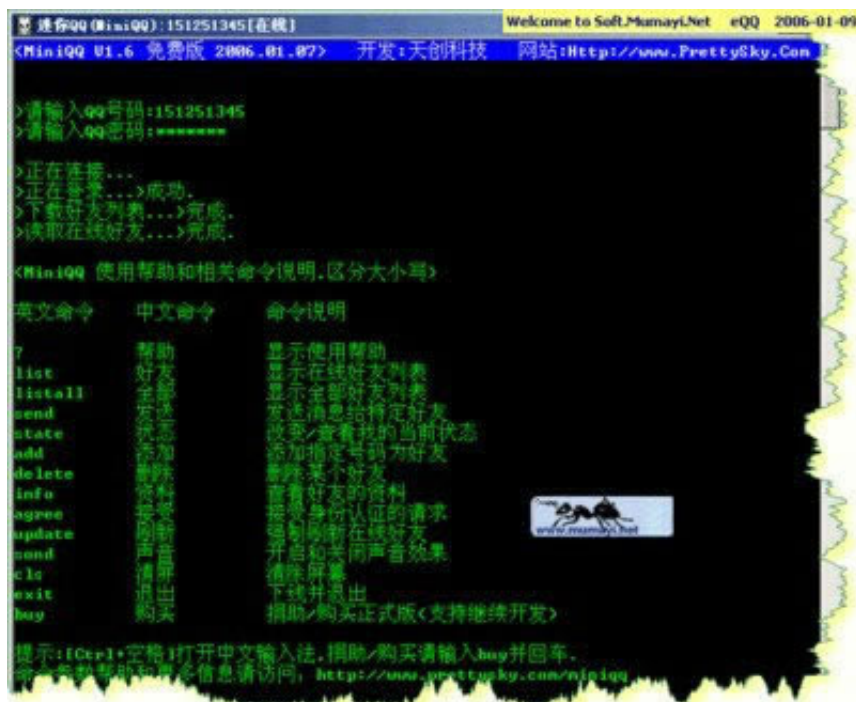 迷你QQ(MiniQQ):151251345[在线]
Welcome to Soft.Mumayi.Net eQQ 2006-01-09
<MiniQQ V1.6 免费版 2006.01.07> 开发:天创科技 网站:Http://www.PrettySky.Com
>请输入QQ号码:151251345
>请输入QQ密码:*******
>正在连接...
>正在登录...>成功.
>下载好友列表...>完成.
>读取在线好友...>完成.
<MiniQQ 使用帮助和相关命令说明.区分大小写>
英文命令 中文命令 命令说明
? 帮助 显示使用帮助
list 好友 显示在线好友列表
listall 全部 显示全部好友列表
send 发送 发送消息给特定好友
state 状态 改变/查看我的当前状态
add 添加 添加指定号码为好友
delete 删除 删除某个好友
info 资料 查看好友的资料
agree 接受 接受身份认证的请求
update 刷新 强制刷新在线好友
sound 声音 开启和关闭声音效果
cls 清屏 清除屏幕
exit 退出 下线并退出
buy 购买 捐助/购买正式版<支持继续开发>
www.mumayi.net
提示:[Ctrl+空格]打开中文输入法.捐助/购买请输入buy并回车.
命令参数帮助和更多信息请访问: http://www.prettysky.com/miniqq